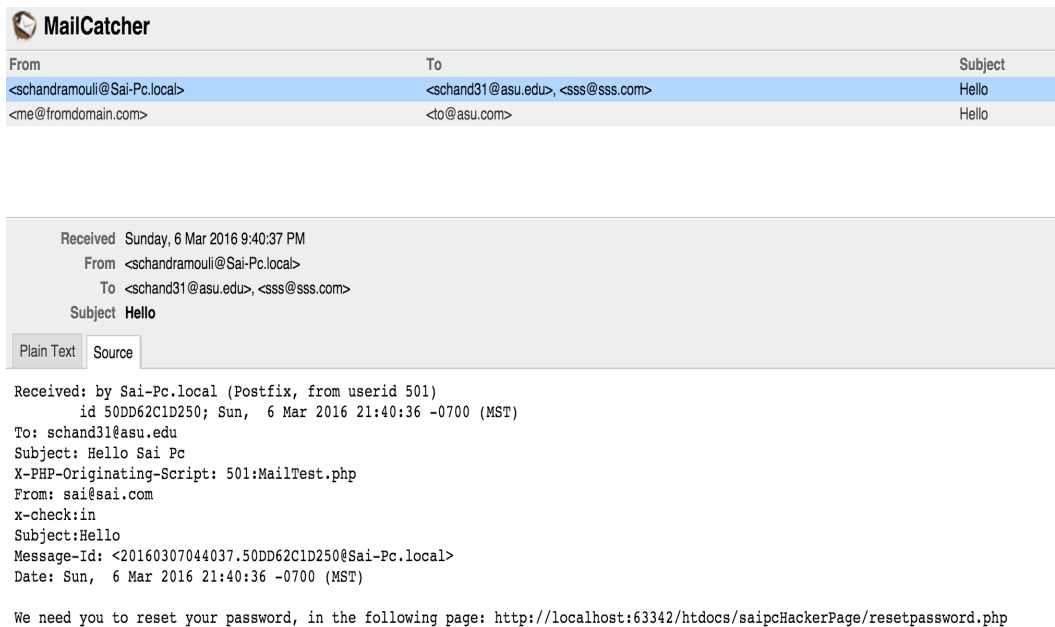 MailCatcher
From To Subject
<schandramouli@Sai-Pc.local> <schand31@asu.edu>, <sss@sss.com> Hello
<me@fromdomain.com> <to@asu.com> Hello
Received Sunday, 6 Mar 2016 9:40:37 PM
From <schandramouli@Sai-Pc.local>
To <schand31@asu.edu>, <sss@sss.com>
Subject Hello
Plain Text Source
Received: by Sai-Pc.local (Postfix, from userid 501)
id 50DD62C1D250; Sun,  6 Mar 2016 21:40:36 -0700 (MST)
To: schand31@asu.edu
Subject: Hello Sai Pc
X-PHP-Originating-Script: 501:MailTest.php
From: sai@sai.com
x-check:in
Subject:Hello
Message-Id: <20160307044037.50DD62C1D250@Sai-Pc.local>
Date: Sun,  6 Mar 2016 21:40:36 -0700 (MST)
We need you to reset your password, in the following page: http://localhost:63342/htdocs/saipcHackerPage/resetpassword.php